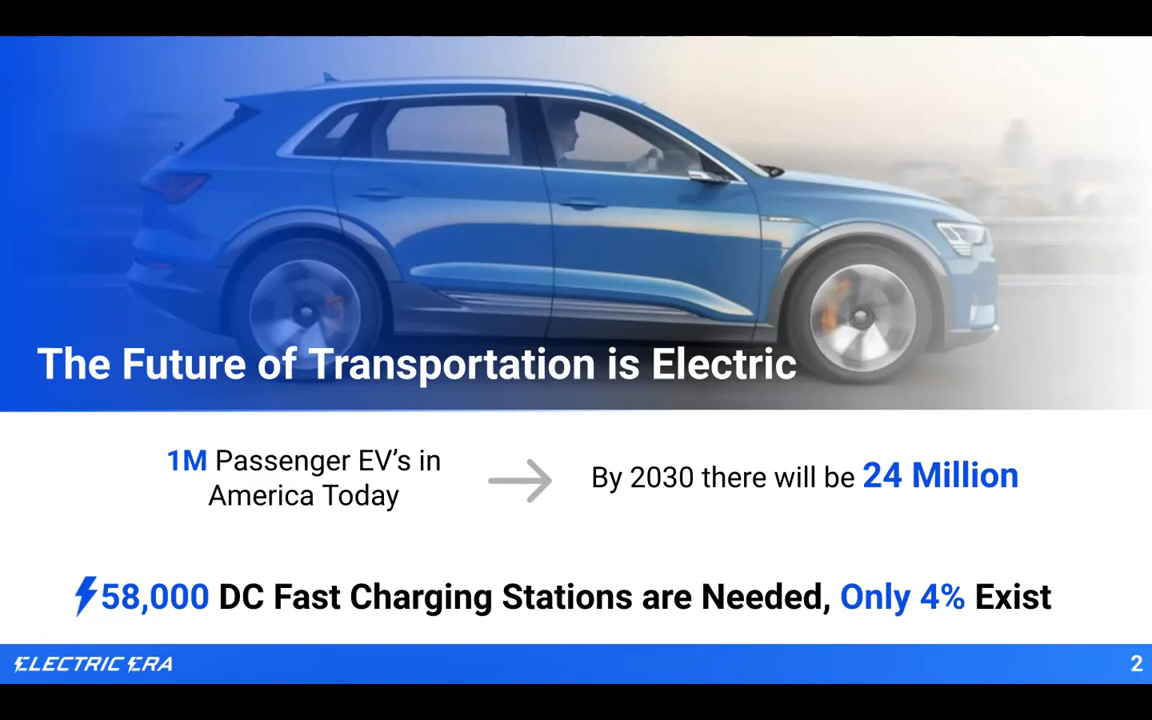 The Future of Transportation is Electric
1M Passenger EV's in
America Today
By 2030 there will be 24 Million
58,000 DC Fast Charging Stations are Needed, Only 4% Exist
ELECTRIC ERA
2